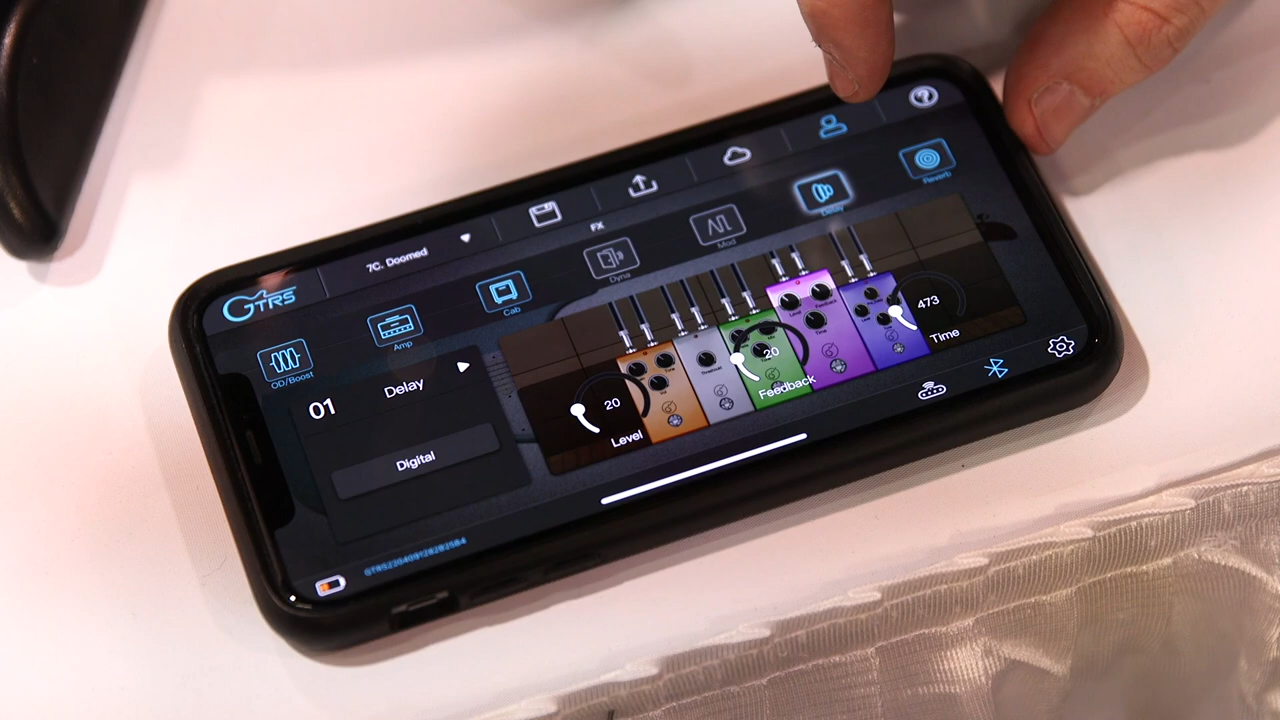 GTRS
7C. Doomed
FX
OD/Boost
Amp
Cab
Dyna
Mod
Delay
Reverb
01
Delay
Digital
20
Level
20
Feedback
473
Time